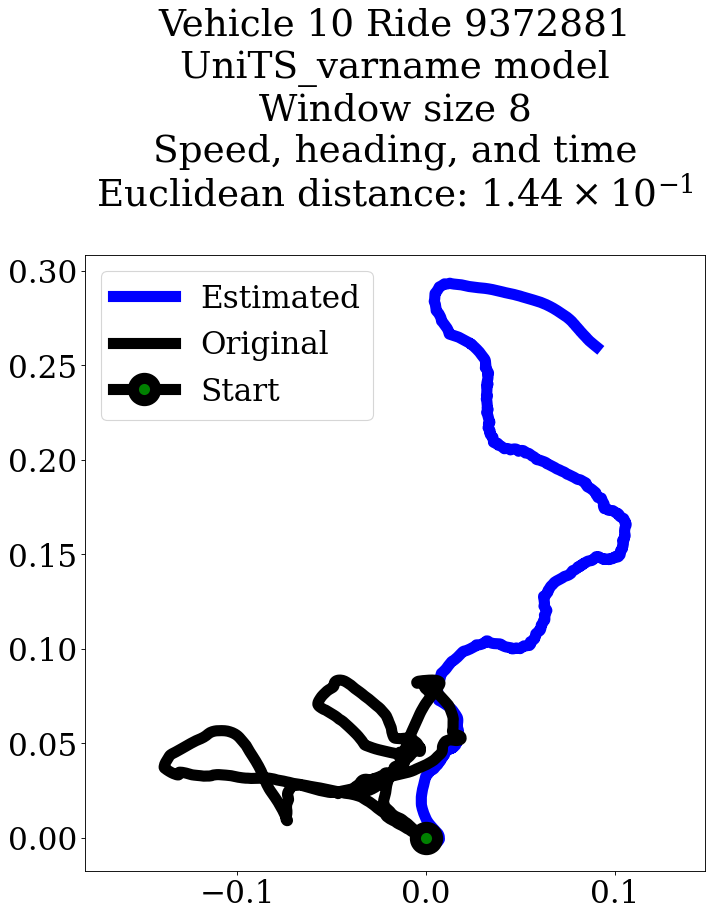 Vehicle 10 Ride 9372881
UniTS_varname model
Window size 8
Speed, heading, and time
Euclidean distance: 1.44 × 10⁻¹
0.30
Estimated
Original
Start
0.25
0.20
0.15
0.10
0.05
0.00
−0.1
0.0
0.1